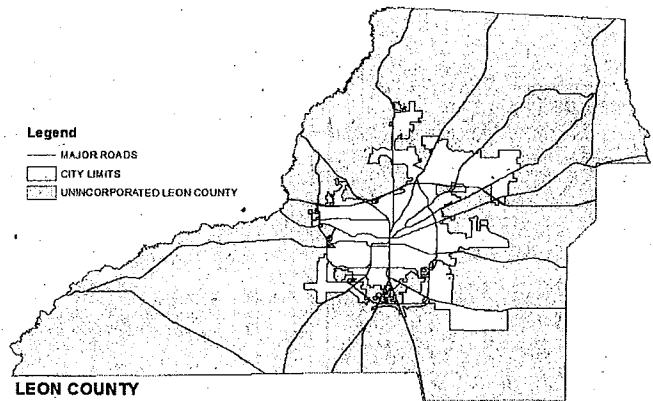 Legend
MAJOR ROADS
CITY LIMITS
UNINCORPORATED LEON COUNTY
LEON COUNTY